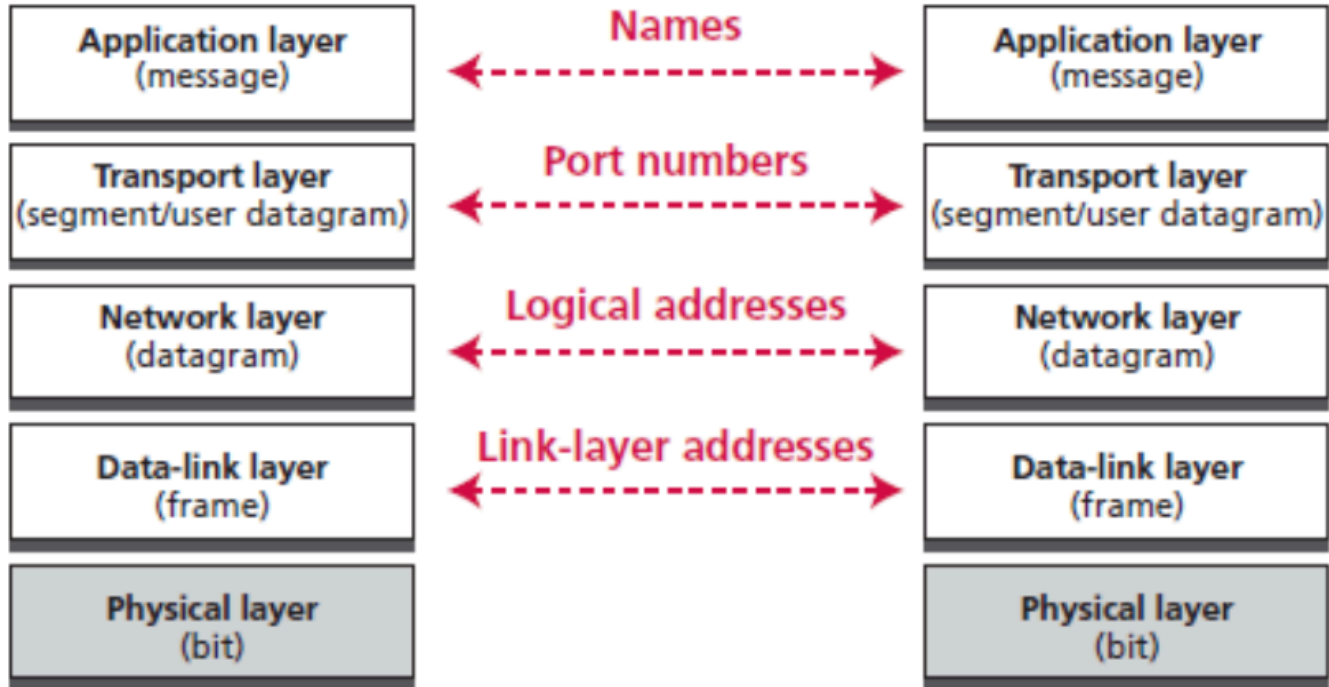 Application layer
(message)
Names
Application layer
(message)
Transport layer
(segment/user datagram)
Port numbers
Transport layer
(segment/user datagram)
Network layer
(datagram)
Logical addresses
Network layer
(datagram)
Data-link layer
(frame)
Link-layer addresses
Data-link layer
(frame)
Physical layer
(bit)
Physical layer
(bit)